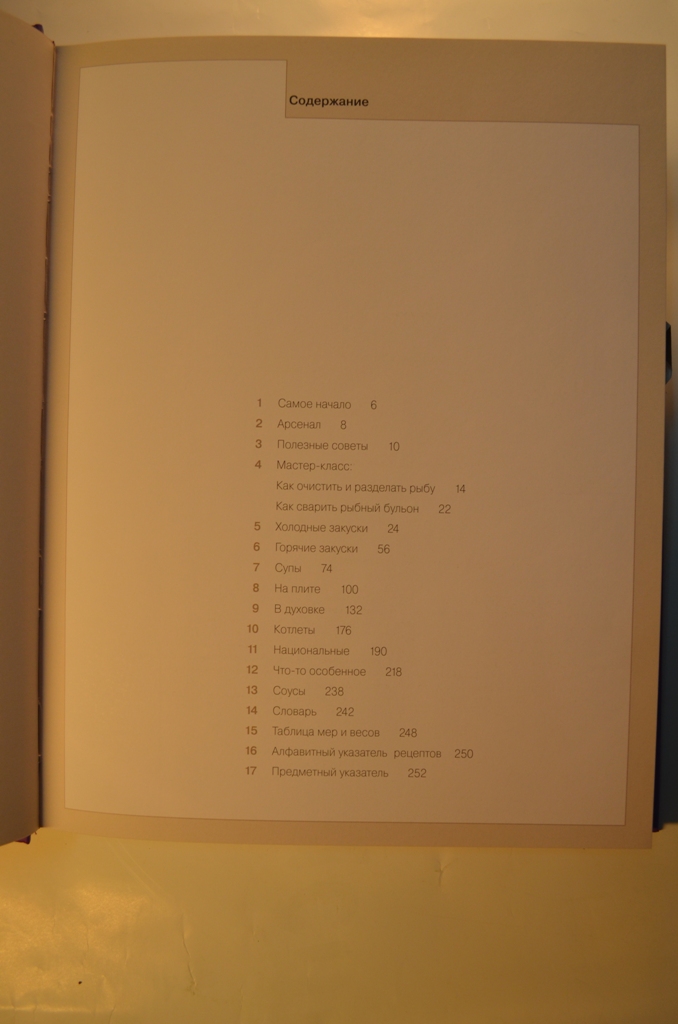 Содержание
1 Самое начало 6
2 Арсенал 8
3 Полезные советы 10
4 Мастер-класс:
Как очистить и разделать рыбу 14
Как сварить рыбный бульон 22
5 Холодные закуски 24
6 Горячие закуски 56
7 Супы 74
8 На плите 100
9 В духовке 132
10 Котлеты 176
11 Национальные 190
12 Что-то особенное 218
13 Соусы 238
14 Словарь 242
15 Таблица мер и весов 248
16 Алфавитный указатель рецептов 250
17 Предметный указатель 252